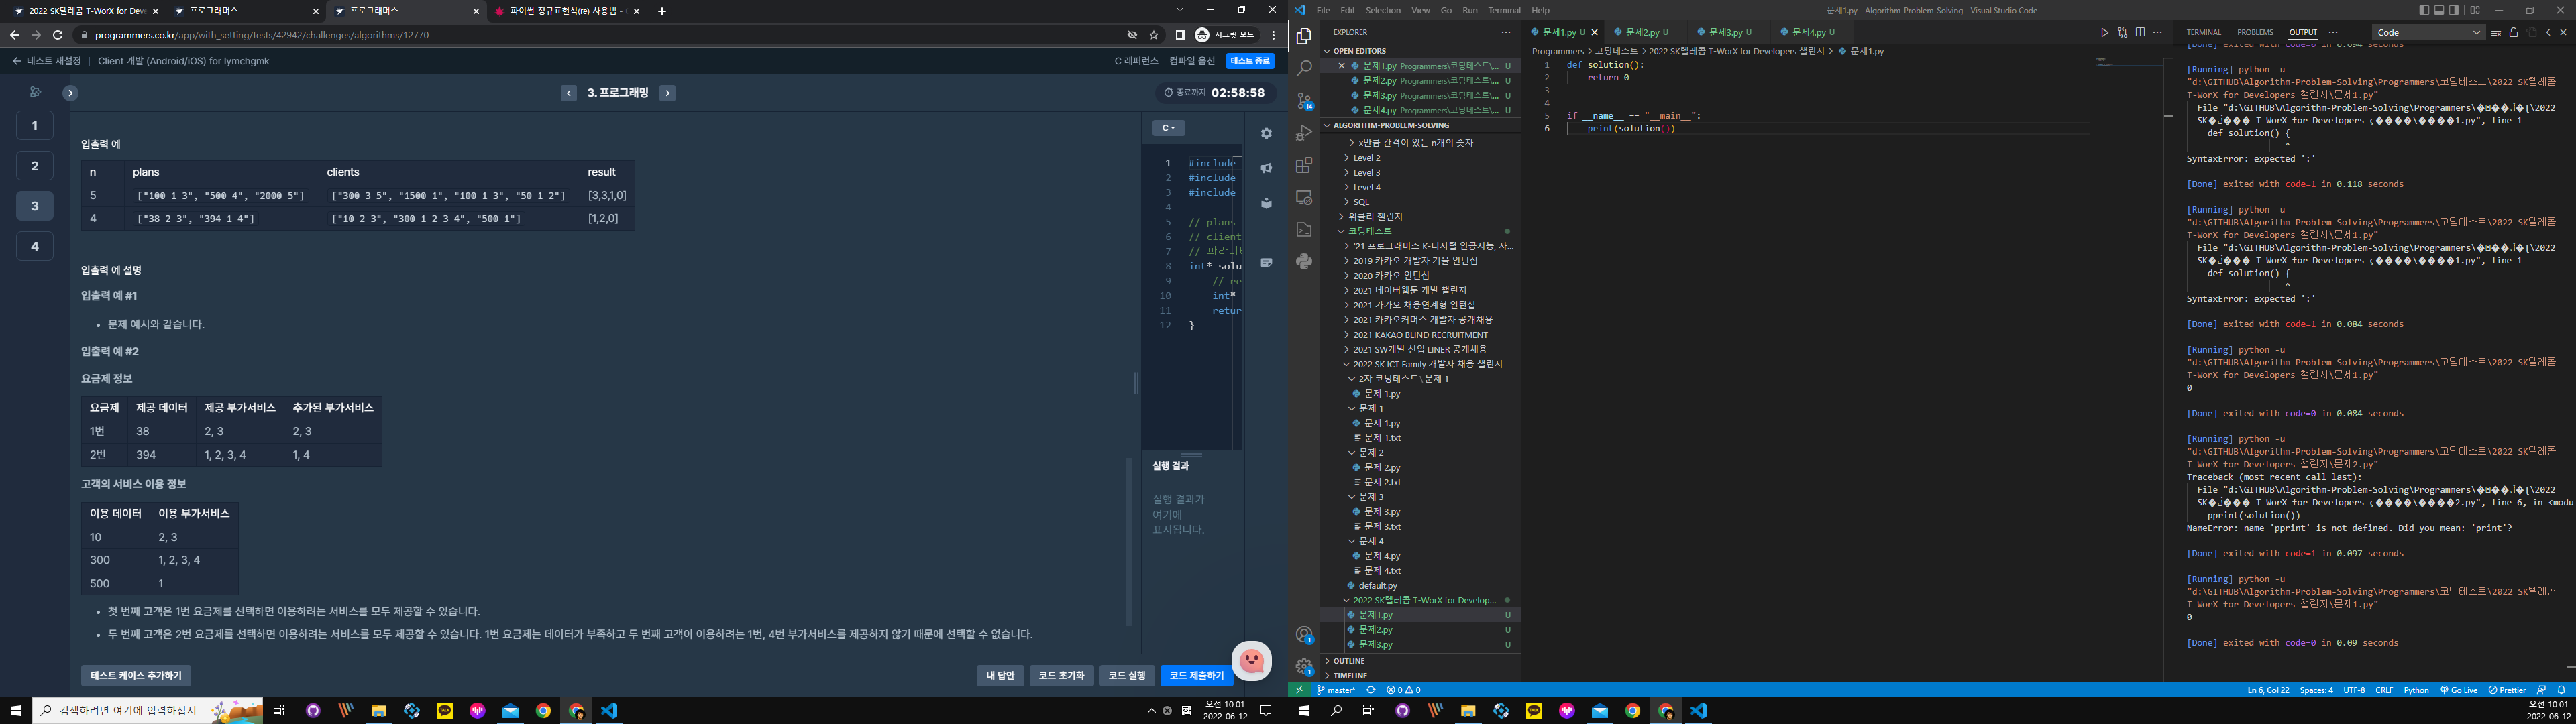 2022 SK텔레콤 T-WorX for Deve
프로그래머스
프로그래머스
파이썬 정규표현식(re) 사용법 -
programmers.co.kr/app/with_setting/tests/42942/challenges/algorithms/12770
시크릿 모드
테스트 재설정
Client 개발 (Android/iOS) for lymchgmk
C 레퍼런스
컴파일 옵션
테스트 종료
3. 프로그래밍
종료까지 02:58:58
1
2
3
4
입출력 예
n plans clients result
5 ["100 1 3", "500 4", "2000 5"] ["300 3 5", "1500 1", "100 1 3", "50 1 2"] [3,3,1,0]
4 ["38 2 3", "394 1 4"] ["10 2 3", "300 1 2 3 4", "500 1"] [1,2,0]
입출력 예 설명
입출력 예 #1
문제 예시와 같습니다.
입출력 예 #2
요금제 정보
요금제 제공 데이터 제공 부가서비스 추가된 부가서비스
1번 38 2, 3 2, 3
2번 394 1, 2, 3, 4 1, 4
고객의 서비스 이용 정보
이용 데이터 이용 부가서비스
10 2, 3
300 1, 2, 3, 4
500 1
첫 번째 고객은 1번 요금제를 선택하면 이용하려는 서비스를 모두 제공할 수 있습니다.
두 번째 고객은 2번 요금제를 선택하면 이용하려는 서비스를 모두 제공할 수 있습니다. 1번 요금제는 데이터가 부족하고 두 번째 고객이 이용하려는 1번, 4번 부가서비스를 제공하지 않기 때문에 선택할 수 없습니다.
C
1 #include
2 #include
3 #include
4
5 // plans_
6 // client
7 // 파라미
8 int* solu
9 // re
10 int*
11 retur
12 }
실행 결과
실행 결과가
여기에
표시됩니다.
테스트 케이스 추가하기
내 답안
코드 초기화
코드 실행
코드 제출하기
검색하려면 여기에 입력하십시
오전 10:01
2022-06-12
File Edit Selection View Go Run Terminal Help
문제1.py - Algorithm-Problem-Solving - Visual Studio Code
EXPLORER
OPEN EDITORS
문제1.py Programmers\코딩테스트\... U
문제2.py Programmers\코딩테스트\... U
문제3.py Programmers\코딩테스트\... U
문제4.py Programmers\코딩테스트\... U
ALGORITHM-PROBLEM-SOLVING
x만큼 간격이 있는 n개의 숫자
Level 2
Level 3
Level 4
SQL
위클리 챌린지
코딩테스트
'21 프로그래머스 K-디지털 인공지능, 자...
2019 카카오 개발자 겨울 인턴십
2020 카카오 인턴십
2021 네이버웹툰 개발 챌린지
2021 카카오 채용연계형 인턴십
2021 카카오커머스 개발자 공개채용
2021 KAKAO BLIND RECRUITMENT
2021 SW개발 신입 LINER 공개채용
2022 SK ICT Family 개발자 채용 챌린지
2차 코딩테스트 \ 문제 1
문제 1.py
문제 1
문제 1.py
문제 1.txt
문제 2
문제 2.py
문제 2.txt
문제 3
문제 3.py
문제 3.txt
문제 4
문제 4.py
문제 4.txt
default.py
2022 SK텔레콤 T-WorX for Develop...
문제1.py U
문제2.py U
문제3.py U
OUTLINE
TIMELINE
문제1.py U
문제2.py U
문제3.py U
문제4.py U
Programmers > 코딩테스트 > 2022 SK텔레콤 T-WorX for Developers 챌린지 > 문제1.py
1 def solution():
2 return 0
3
4
5 if __name__ == "__main__":
6 print(solution())
TERMINAL PROBLEMS OUTPUT
Code
[Done] exited with code=0 in 0.094 seconds
[Running] python -u
"d:\GITHUB\Algorithm-Problem-Solving\Programmers\코딩테스트\2022 SK텔레콤
T-WorX for Developers 챌린지\문제1.py"
File "d:\GITHUB\Algorithm-Problem-Solving\Programmers\
T-WorX for Developers
1.py", line 1
def solution() {
^
SyntaxError: expected ':'
[Done] exited with code=1 in 0.118 seconds
[Running] python -u
"d:\GITHUB\Algorithm-Problem-Solving\Programmers\코딩테스트\2022 SK텔레콤
T-WorX for Developers 챌린지\문제1.py"
File "d:\GITHUB\Algorithm-Problem-Solving\Programmers\
T-WorX for Developers
1.py", line 1
def solution() {
^
SyntaxError: expected ':'
[Done] exited with code=1 in 0.084 seconds
[Running] python -u
"d:\GITHUB\Algorithm-Problem-Solving\Programmers\코딩테스트\2022 SK텔레콤
T-WorX for Developers 챌린지\문제1.py"
0
[Done] exited with code=0 in 0.084 seconds
[Running] python -u
"d:\GITHUB\Algorithm-Problem-Solving\Programmers\코딩테스트\2022 SK텔레콤
T-WorX for Developers 챌린지\문제2.py"
Traceback (most recent call last):
File "d:\GITHUB\Algorithm-Problem-Solving\Programmers\
T-WorX for Developers
2.py", line 6, in <modu
pprint(solution())
NameError: name 'pprint' is not defined. Did you mean: 'print'?
[Done] exited with code=1 in 0.097 seconds
[Running] python -u
"d:\GITHUB\Algorithm-Problem-Solving\Programmers\코딩테스트\2022 SK텔레콤
T-WorX for Developers 챌린지\문제2.py"
0
[Done] exited with code=0 in 0.09 seconds
master*
0 0
Ln 6, Col 22 Spaces: 4 UTF-8 CRLF Python Go Live Prettier
오전 10:01
2022-06-12